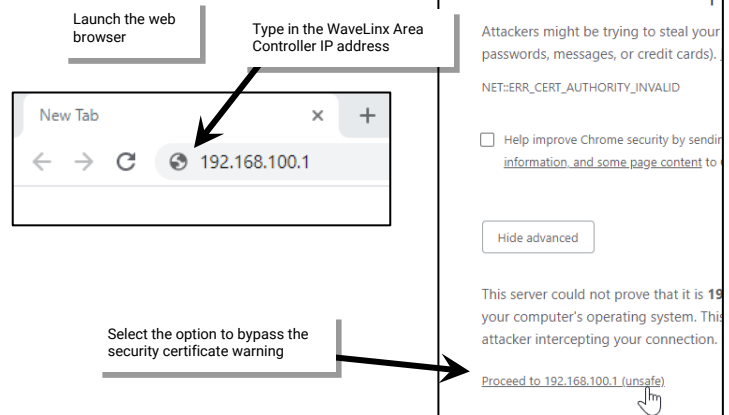 Launch the web
browser
Type in the WaveLinx Area
Controller IP address
New Tab
192.168.100.1
Select the option to bypass the
security certificate warning
Attackers might be trying to steal your
passwords, messages, or credit cards).
NET::ERR_CERT_AUTHORITY_INVALID
Help improve Chrome security by sendin
information, and some page content to
Hide advanced
This server could not prove that it is 19
your computer's operating system. This
attacker intercepting your connection.
Proceed to 192.168.100.1 (unsafe)